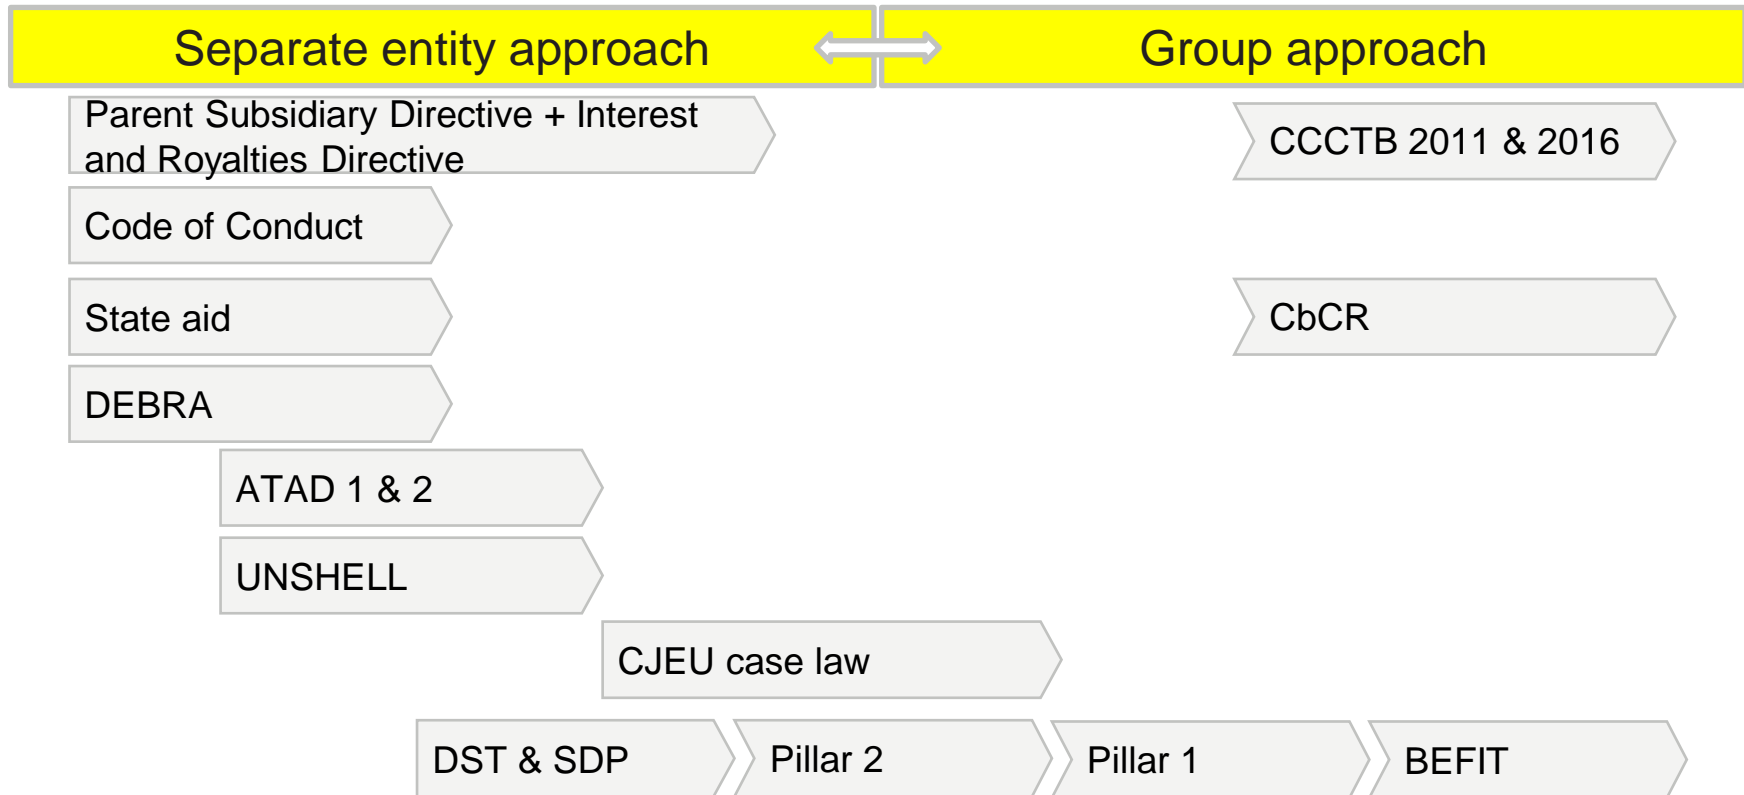 Separate entity approach
Group approach
Parent Subsidiary Directive + Interest
and Royalties Directive
CCCTB 2011 & 2016
Code of Conduct
State aid
CbCR
DEBRA
ATAD 1 & 2
UNSHELL
CJEU case law
DST & SDP
Pillar 2
Pillar 1
BEFIT